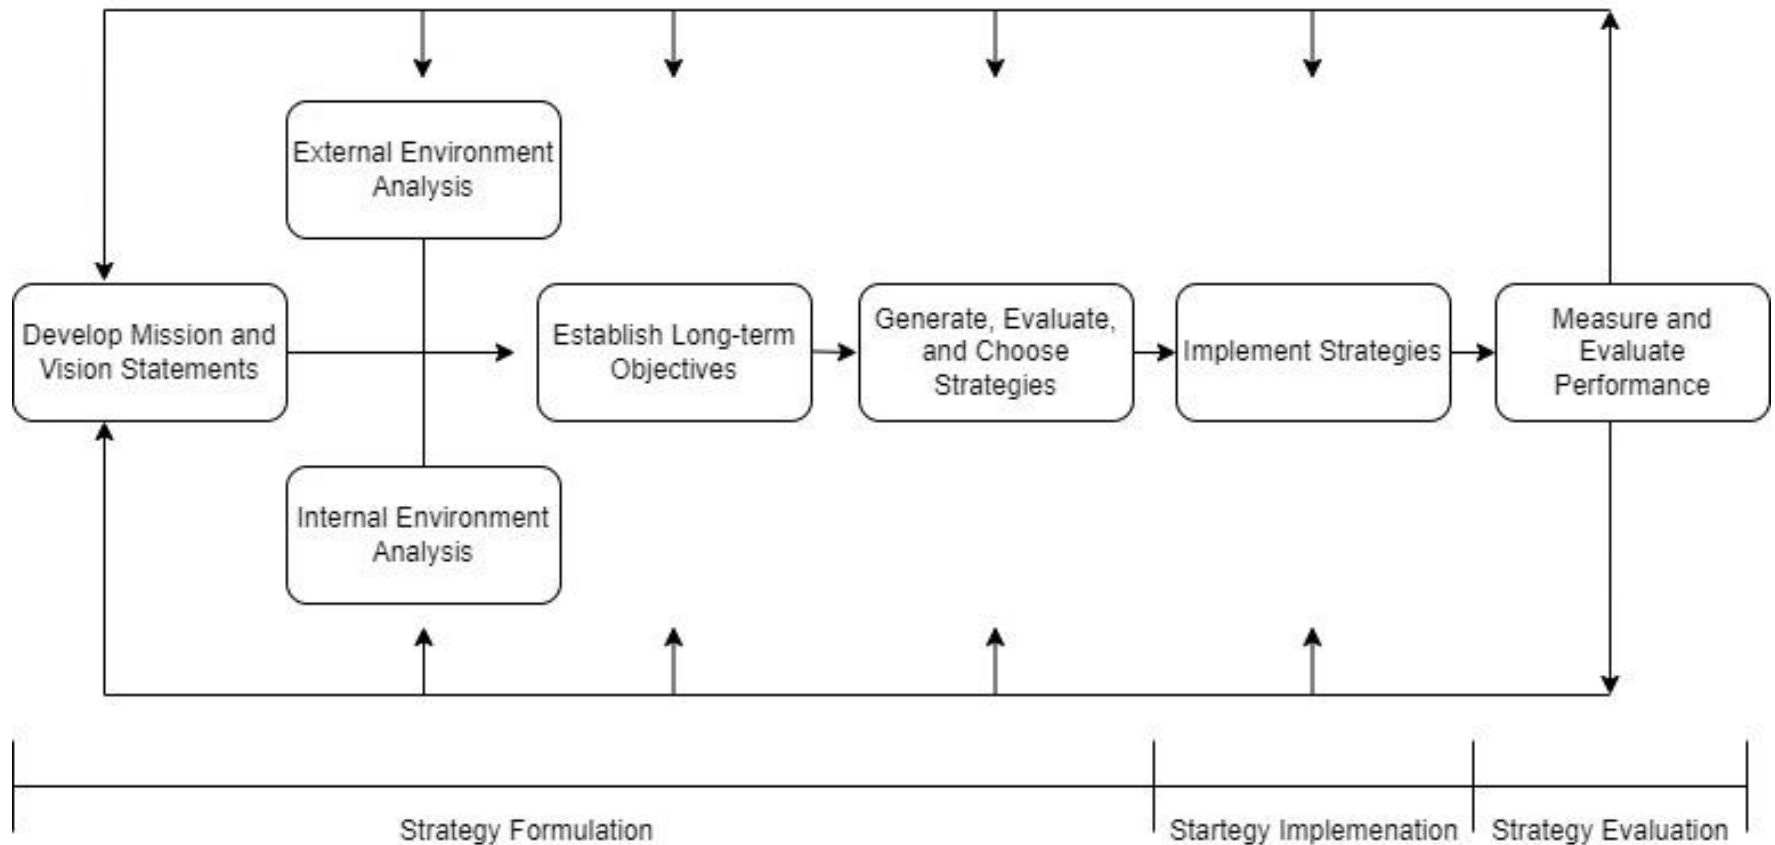 External Environment
Analysis
Develop Mission and
Vision Statements
Establish Long-term
Objectives
Generate, Evaluate,
and Choose
Strategies
Implement Strategies
Measure and
Evaluate
Performance
Internal Environment
Analysis
Strategy Formulation
Startegy Implemenation
Strategy Evaluation